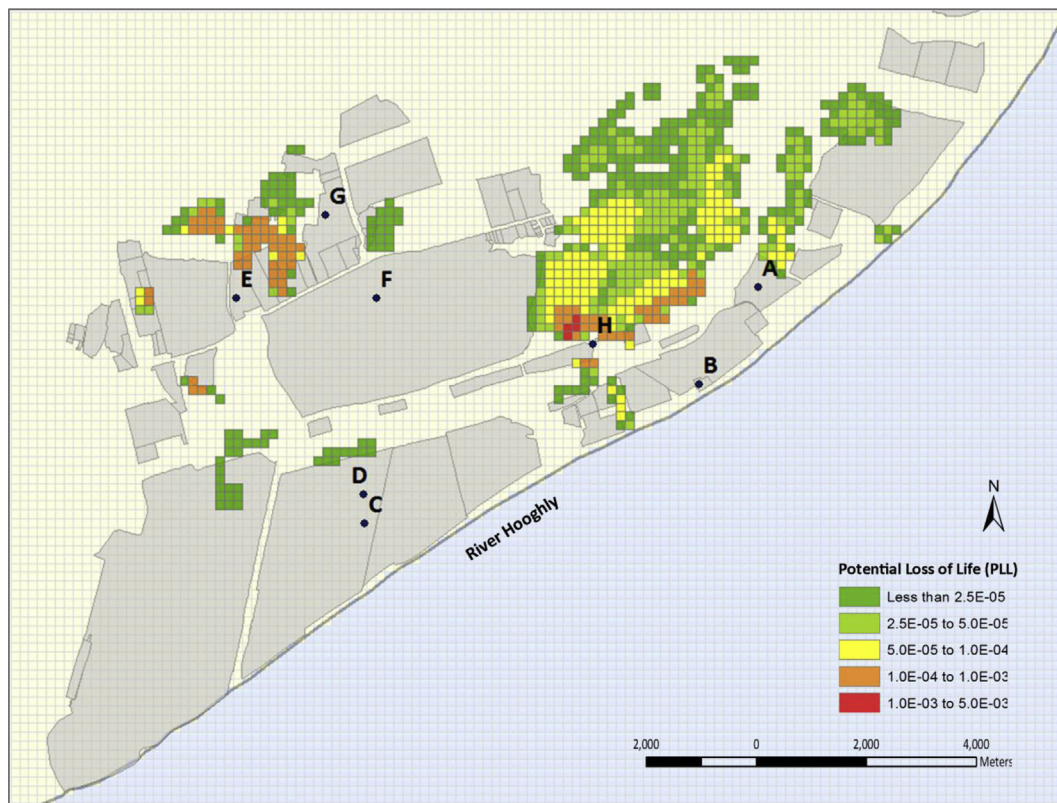 G
A
E
F
H
B
D
C
River Hooghly
N
Potential Loss of Life (PLL)
Less than 2.5E-05
2.5E-05 to 5.0E-05
5.0E-05 to 1.0E-04
1.0E-04 to 1.0E-03
1.0E-03 to 5.0E-03
2,000 0 2,000 4,000
Meters